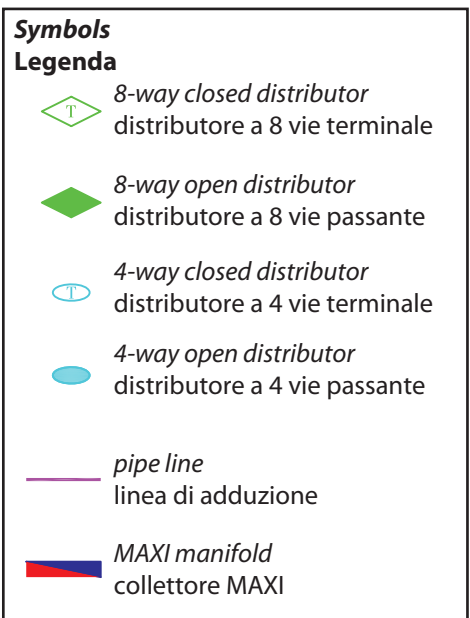 Symbols
Legenda
T
8-way closed distributor
distributore a 8 vie terminale
8-way open distributor
distributore a 8 vie passante
T
4-way closed distributor
distributore a 4 vie terminale
4-way open distributor
distributore a 4 vie passante
pipe line
linea di adduzione
MAXI manifold
collettore MAXI